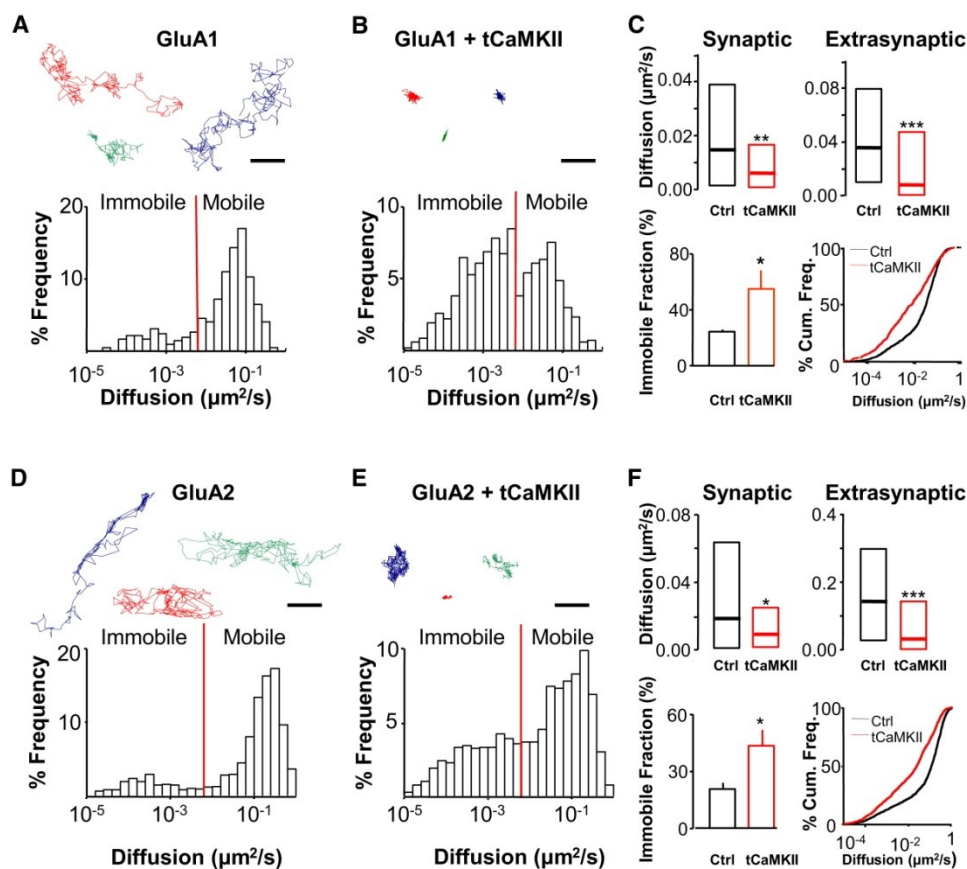 A
GluA1
B
GluA1 + tCaMKII
C
Synaptic
Extrasynaptic
Diffusion (µm²/s)
0.04
0.02
0.00
**
Ctrl
tCaMKII
0.08
0.04
0.00
***
Ctrl
tCaMKII
% Frequency
20
10
Immobile
Mobile
10⁻⁵
10⁻³
10⁻¹
Diffusion (µm²/s)
% Frequency
10
5
0
Immobile
Mobile
10⁻⁵
10⁻³
10⁻¹
Diffusion (µm²/s)
Immobile Fraction (%)
80
40
0
*
Ctrl tCaMKII
% Cum. Freq.
100
50
0
Ctrl
tCaMKII
10⁻⁴
10⁻²
1
Diffusion (µm²/s)
D
GluA2
E
GluA2 + tCaMKII
F
Synaptic
Extrasynaptic
Diffusion (µm²/s)
0.08
0.04
0.00
*
Ctrl
tCaMKII
0.4
0.2
0.00
***
Ctrl
tCaMKII
% Frequency
20
10
Immobile
Mobile
10⁻⁵
10⁻³
10⁻¹
Diffusion (µm²/s)
% Frequency
10
5
0
Immobile
Mobile
10⁻⁵
10⁻³
10⁻¹
Diffusion (µm²/s)
Immobile Fraction (%)
60
30
0
*
Ctrl
tCaMKII
% Cum. Freq.
100
50
0
Ctrl
tCaMKII
10⁻⁴
10⁻²
1
Diffusion (µm²/s)